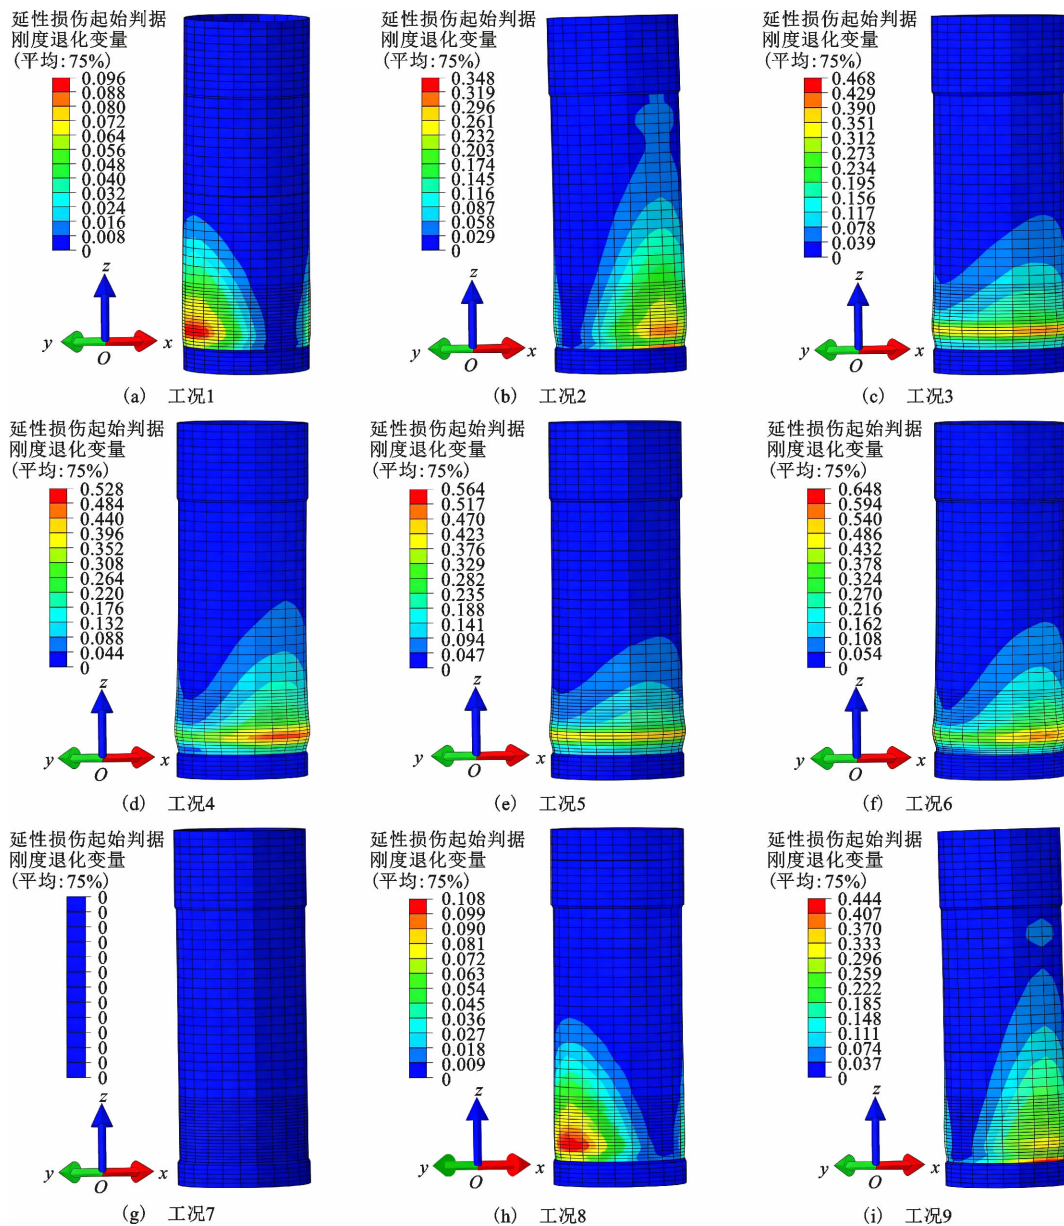 延性损伤起始判据
刚度退化变量
(平均:75%)
0.096
0.088
0.080
0.072
0.064
0.056
0.048
0.040
0.032
0.024
0.016
0.008
0
z
y
O
x
(a) 工况1
延性损伤起始判据
刚度退化变量
(平均:75%)
0.348
0.319
0.296
0.261
0.232
0.203
0.174
0.145
0.116
0.087
0.058
0.029
0
z
y
O
x
(b) 工况2
延性损伤起始判据
刚度退化变量
(平均:75%)
0.468
0.429
0.390
0.351
0.312
0.273
0.234
0.195
0.156
0.117
0.078
0.039
0
z
y
O
x
(c) 工况3
延性损伤起始判据
刚度退化变量
(平均:75%)
0.528
0.484
0.440
0.396
0.352
0.308
0.264
0.220
0.176
0.132
0.088
0.044
0
z
y
O
x
(d) 工况4
延性损伤起始判据
刚度退化变量
(平均:75%)
0.564
0.517
0.470
0.423
0.376
0.329
0.282
0.235
0.188
0.141
0.094
0.047
0
z
y
O
x
(e) 工况5
延性损伤起始判据
刚度退化变量
(平均:75%)
0.648
0.594
0.540
0.486
0.432
0.378
0.324
0.270
0.216
0.162
0.108
0.054
0
z
y
O
x
(f) 工况6
延性损伤起始判据
刚度退化变量
(平均:75%)
0
0
0
0
0
0
0
0
0
0
0
0
0
z
y
O
x
(g) 工况7
延性损伤起始判据
刚度退化变量
(平均:75%)
0.108
0.099
0.090
0.081
0.072
0.063
0.054
0.045
0.036
0.027
0.018
0.009
0
z
y
O
x
(h) 工况8
延性损伤起始判据
刚度退化变量
(平均:75%)
0.444
0.407
0.370
0.333
0.296
0.259
0.222
0.185
0.148
0.111
0.074
0.037
0
z
y
O
x
(i) 工况9